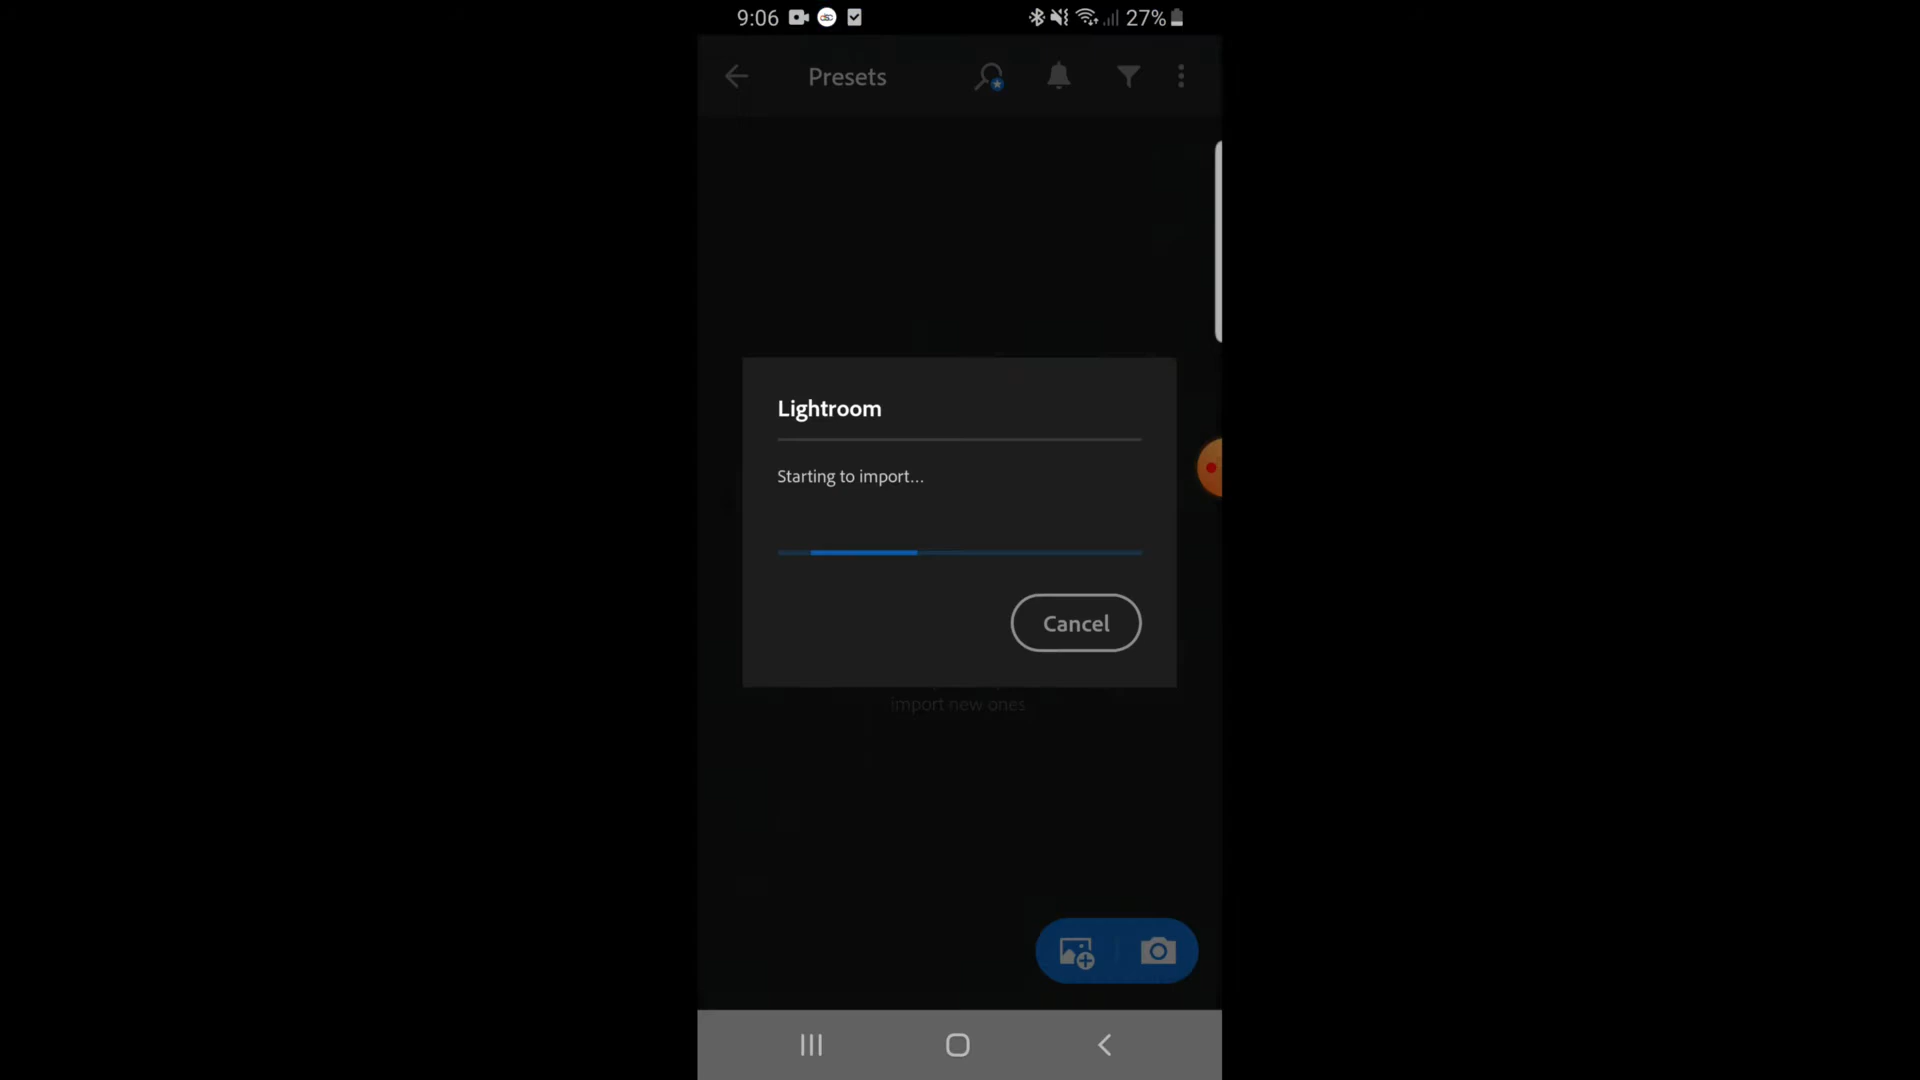 9:06
27%
Presets
Lightroom
Starting to import...
Cancel
import new ones